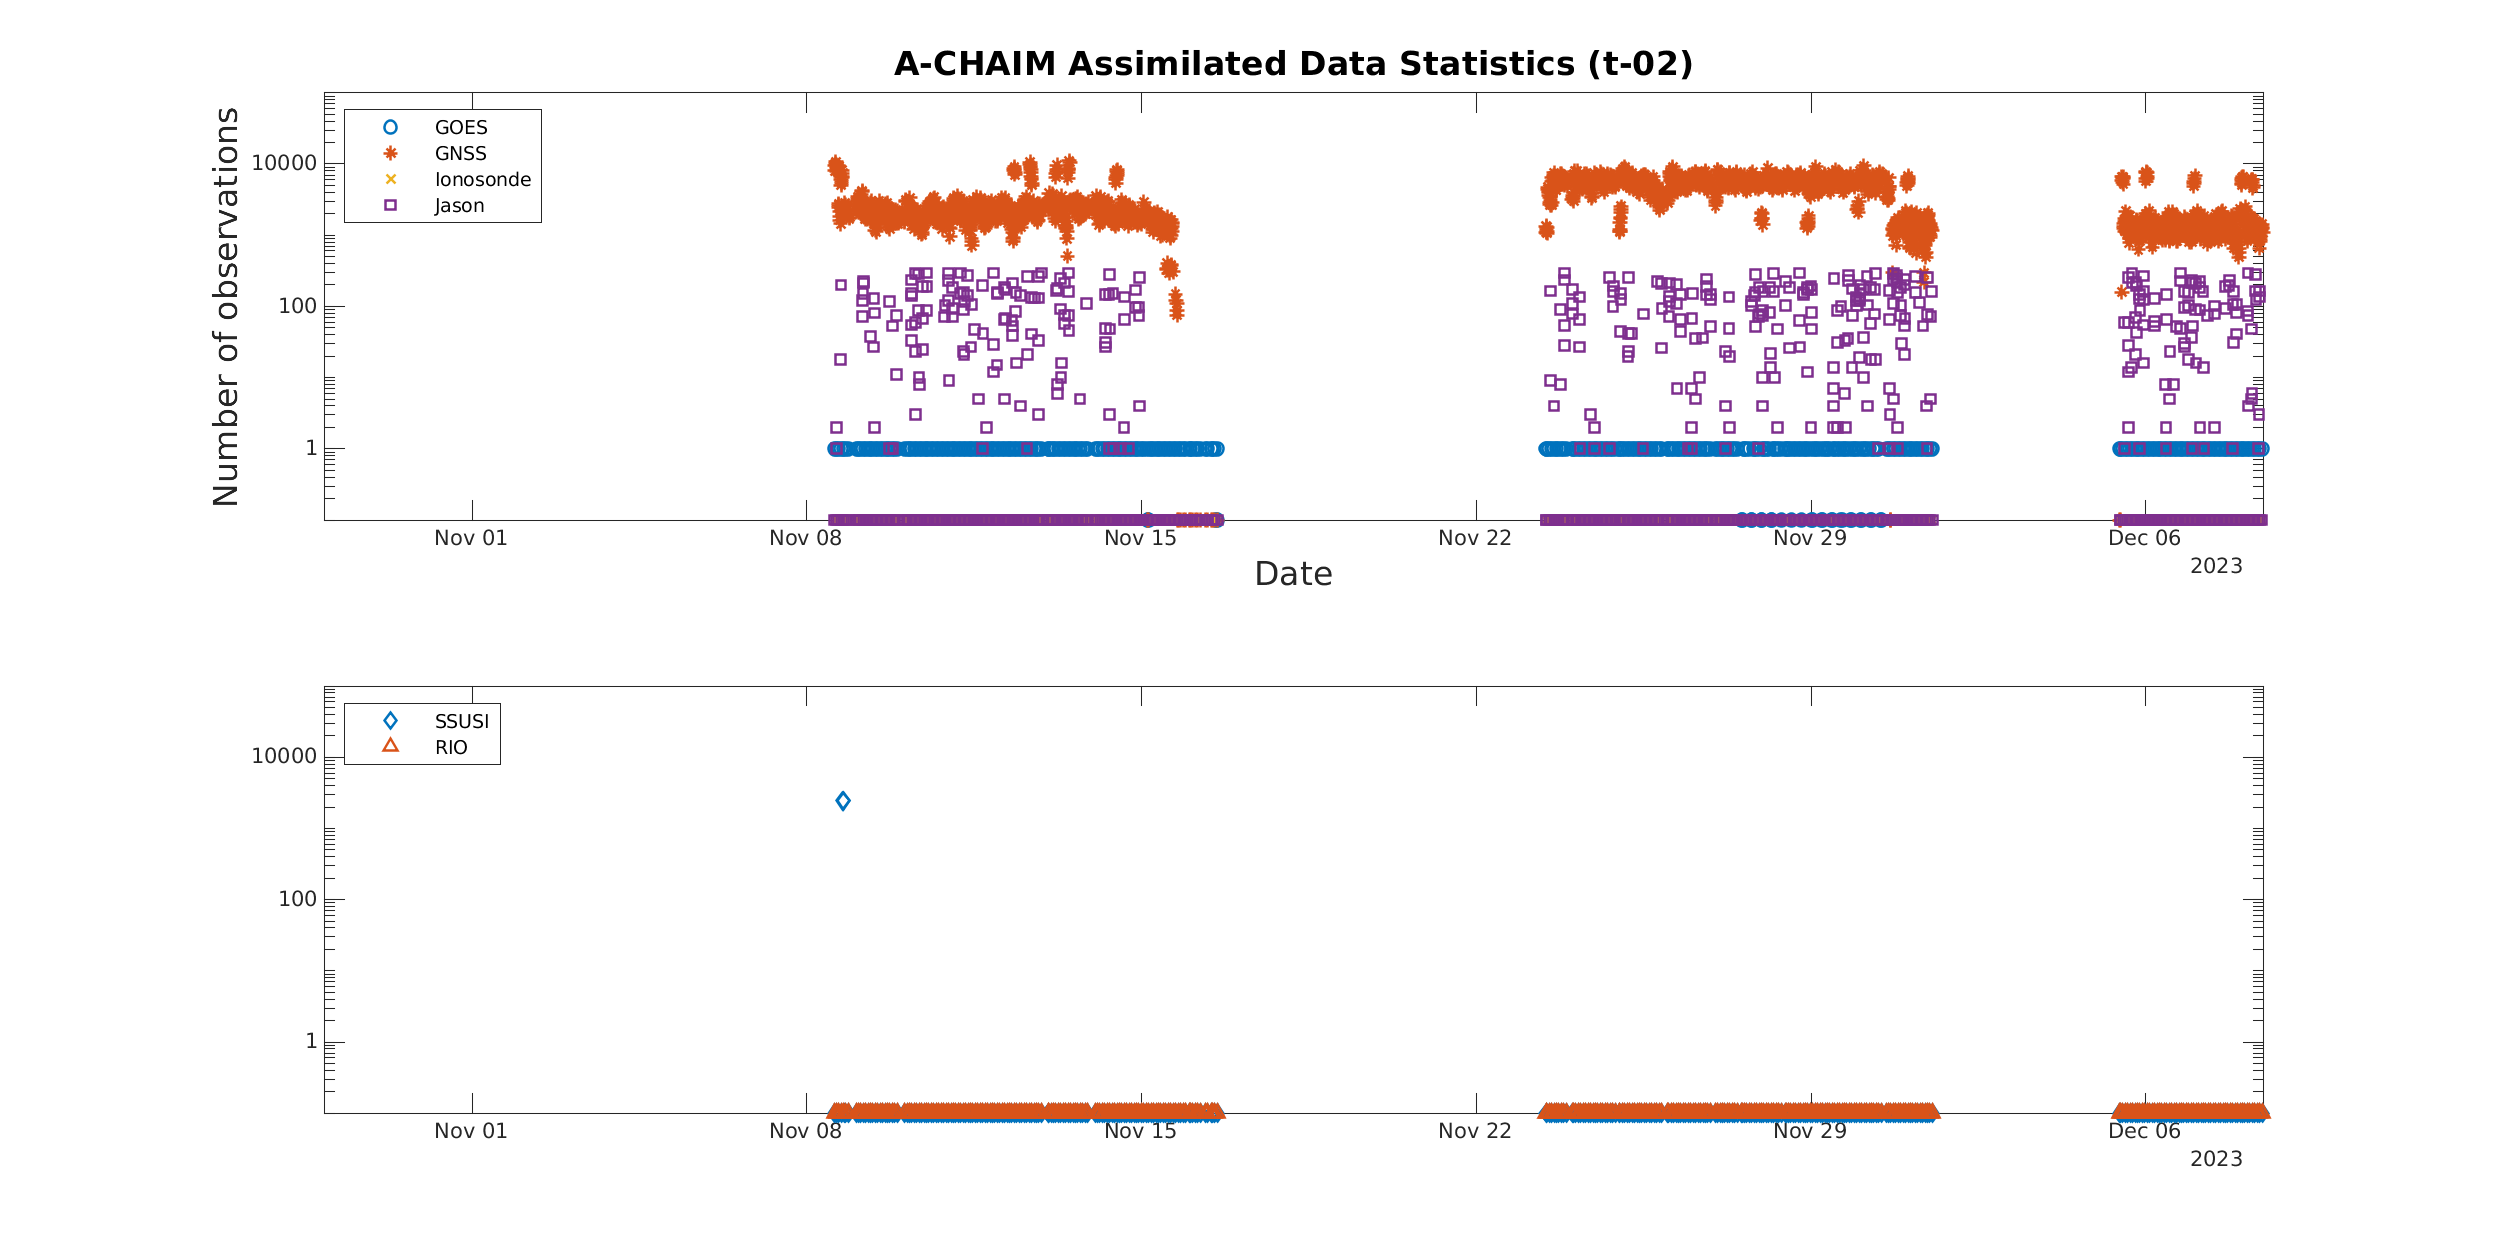 A-CHAIM Assimilated Data Statistics (t-02)
Number of observations
10000
100
1
GOES
GNSS
Ionosonde
Jason
Nov 01
Nov 08
Nov 15
Nov 22
Nov 29
Dec 06
2023
Date
10000
100
1
SSUSI
RIO
Nov 01
Nov 08
Nov 15
Nov 22
Nov 29
Dec 06
2023